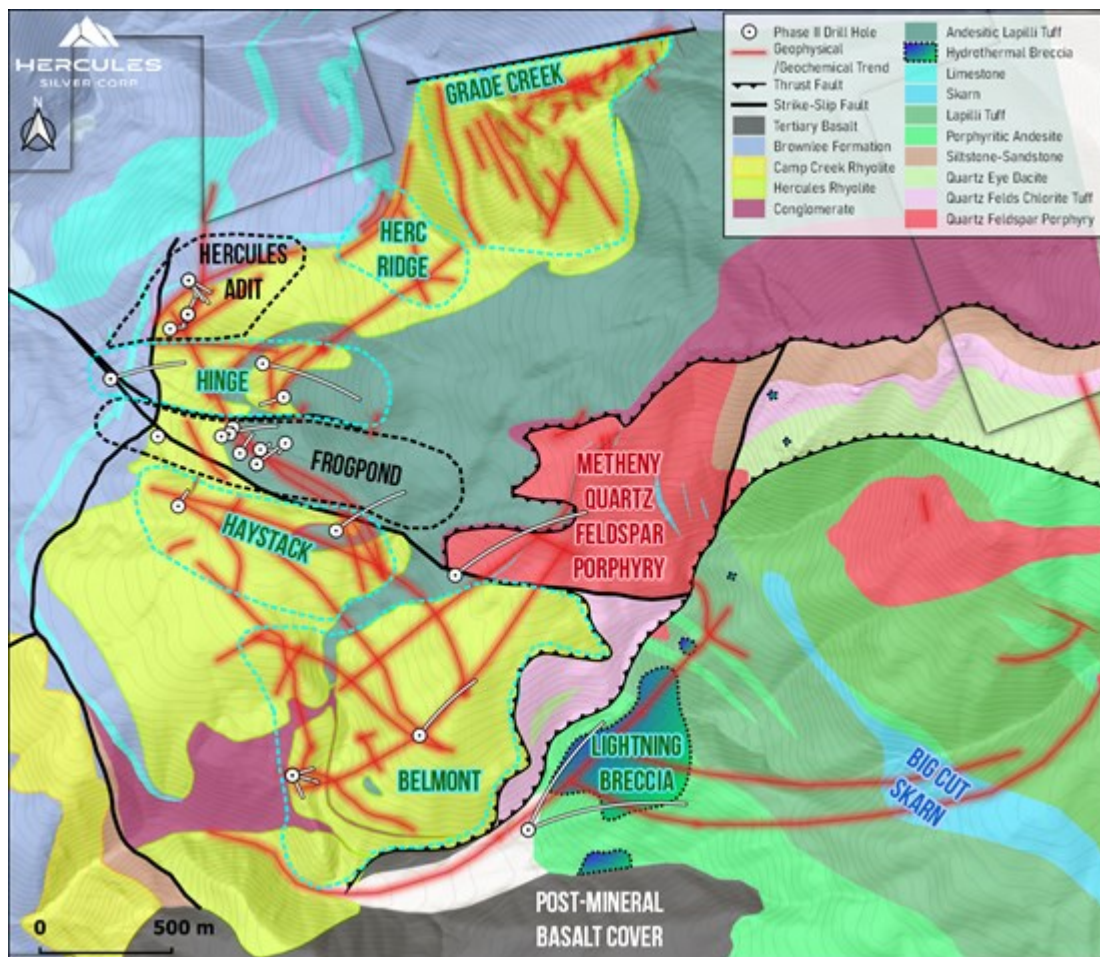 HERCULES
SILVER CORP
N
Phase II Drill Hole
Geophysical
/Geochemical Trend
Thrust Fault
Strike-Slip Fault
Tertiary Basalt
Brownlee Formation
Camp Creek Rhyolite
Hercules Rhyolite
Conglomerate
Andesitic Lapilli Tuff
Hydrothermal Breccia
Limestone
Skarn
Lapilli Tuff
Porphyritic Andesite
Siltstone-Sandstone
Quartz Eye Dacite
Quartz Felds Chlorite Tuff
Quartz Feldspar Porphyry
GRADE CREEK
HERC
RIDGE
HERCULES
ADIT
HINGE
FROGPOND
HAYSTACK
METHENY
QUARTZ
FELDSPAR
PORPHYRY
BELMONT
LIGHTNING
BRECCIA
BIG CUT
SKARN
POST-MINERAL
BASALT COVER
0 500 m